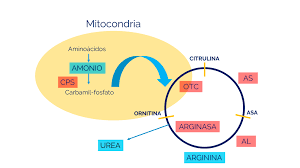 Mitocondria
Aminoácidos
AMONIO
CPS
Carbamil-fosfato
CITRULINA
OTC
AS
ORNITINA
ASA
ARGINASA
UREA
AL
ARGININA